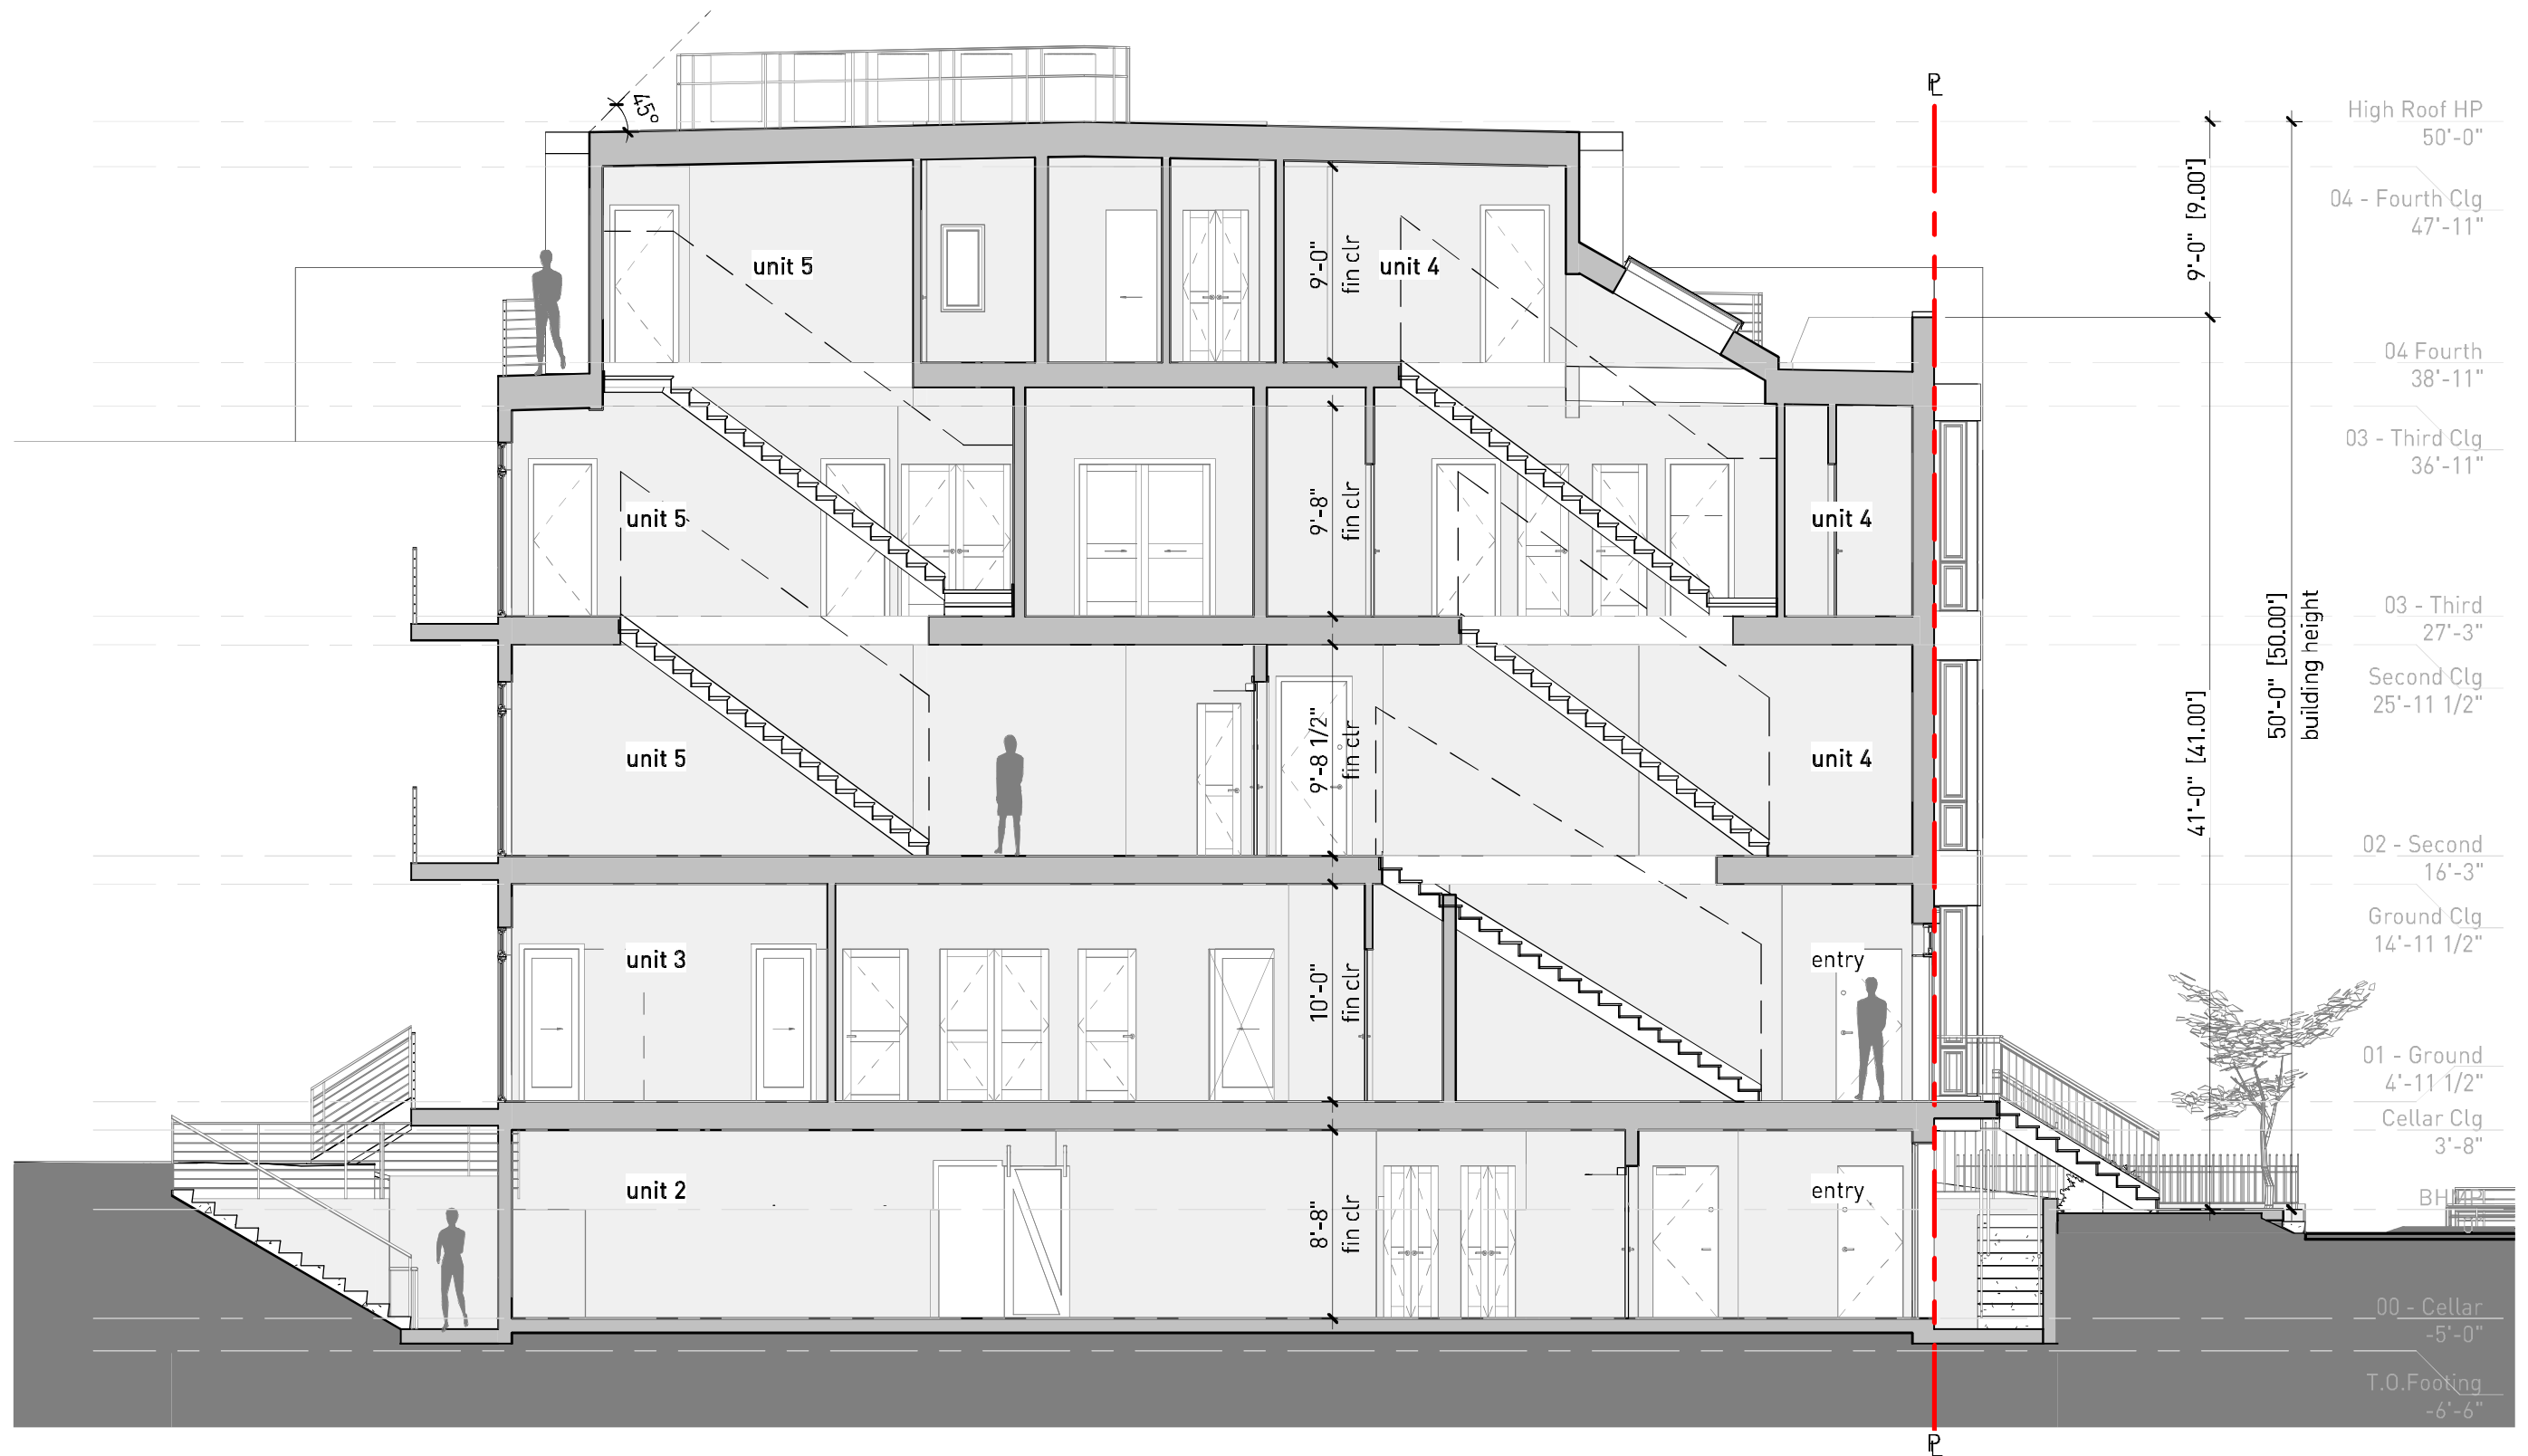 45°
PL
High Roof HP
50'-0"
04 - Fourth Clg
47'-11"
9'-0" [9.00']
unit 5
9'-0"
fin clr
unit 4
04 Fourth
38'-11"
03 - Third Clg
36'-11"
unit 5
9'-8"
fin clr
unit 4
03 - Third
27'-3"
50'-0" [50.00']
building height
Second Clg
25'-11 1/2"
unit 5
9'-8 1/2"
fin clr
unit 4
41'-0" [41.00']
02 - Second
16'-3"
Ground Clg
14'-11 1/2"
unit 3
10'-0"
fin clr
entry
01 - Ground
4'-11 1/2"
Cellar Clg
3'-8"
unit 2
8'-8"
fin clr
entry
00 - Cellar
-5'-0"
T.O.Footing
-6'-6"
PL